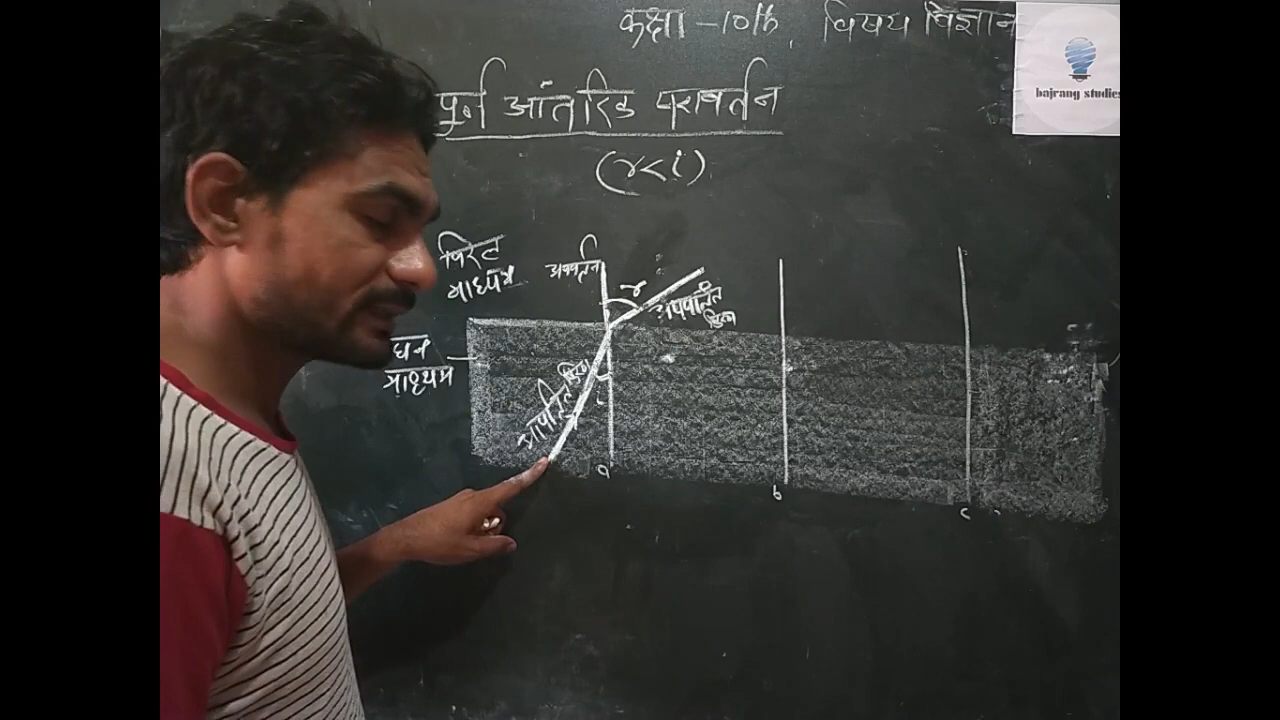 कक्षा - 10th, विषय विज्ञान
bajrang studies
पुर्न आंतरिक परावर्तन
(r<i)
विरल
माध्यम
अपवर्तन
r
अपवर्तित
किरण
घन
माध्यम
आपतित किरण
i
a
b
c